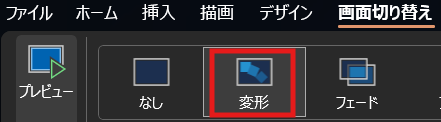 ファイル ホーム 挿入 描画 デザイン 画面切り替え
プレビュー なし 変形 フェード